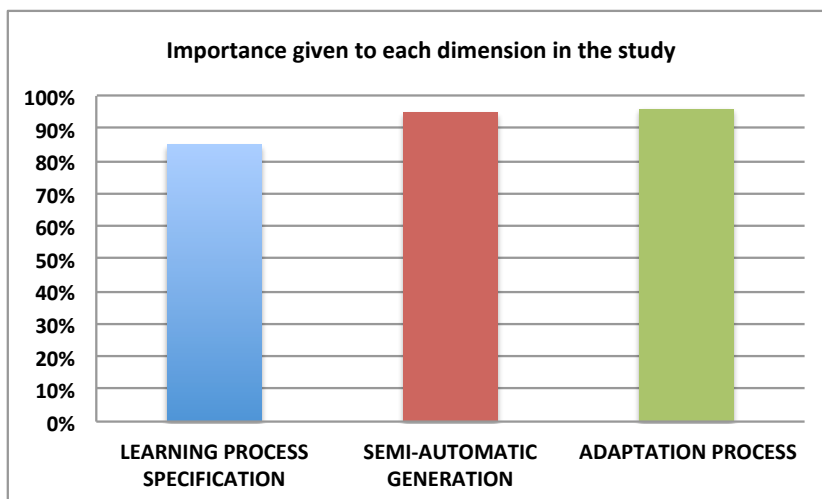 Importance given to each dimension in the study
100%
90%
80%
70%
60%
50%
40%
30%
20%
10%
0%
LEARNING PROCESS
SPECIFICATION
SEMI-AUTOMATIC
GENERATION
ADAPTATION PROCESS